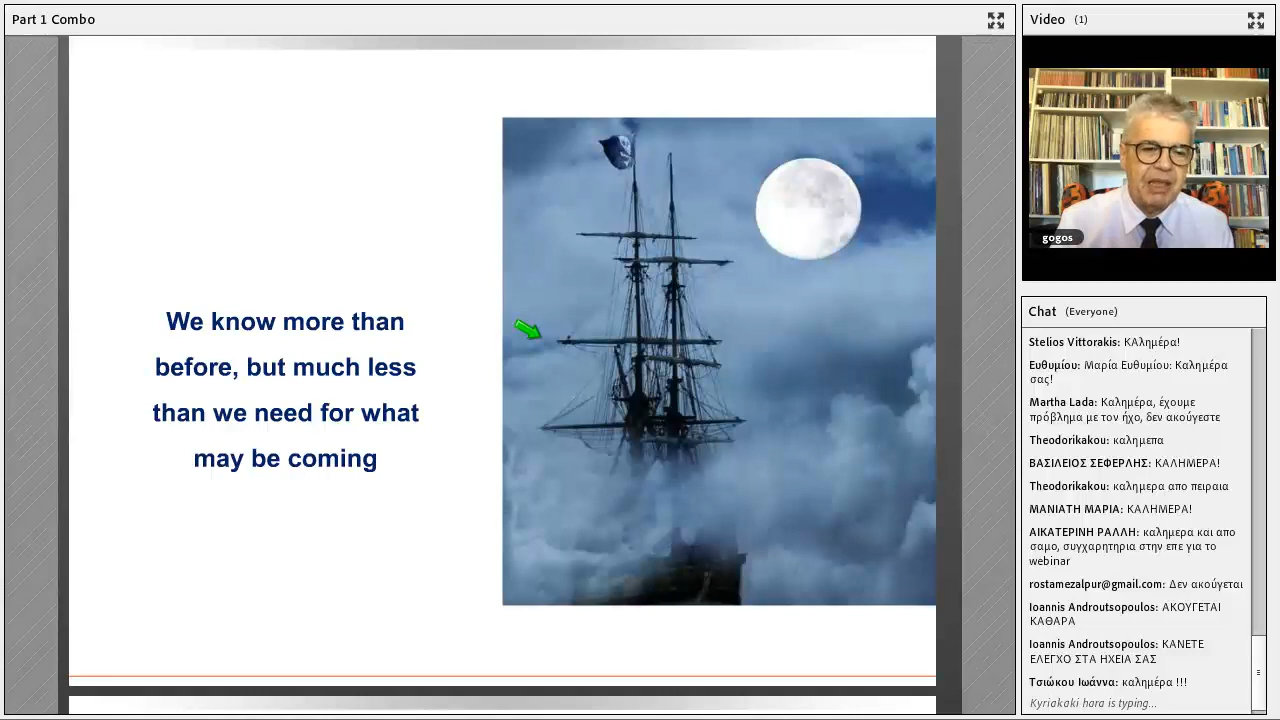 Part 1 Combo
We know more than
before, but much less
than we need for what
may be coming
Video (1)
gogos
Chat (Everyone)
Stelios Vittorakis: ΚΑλημέρα!
Ευθυμίου: Μαρία Ευθυμίου: Καλημέρα
σας!
Martha Lada: Καλημέρα, έχουμε
πρόβλημα με τον ήχο, δεν ακούγεστε
Theodorikakou: καλημεπα
ΒΑΣΙΛΕΙΟΣ ΣΕΦΕΡΛΗΣ: ΚΑΛΗΜΕΡΑ!
Theodorikakou: καλημερα απο πειραια
ΜΑΝΙΑΤΗ ΜΑΡΙΑ: ΚΑΛΗΜΕΡΑ!
ΑΙΚΑΤΕΡΙΝΗ ΡΑΛΛΗ: καλημερα και απο
σαμο, συγχαρητηρια στην επε για το
webinar
rostamezalpur@gmail.com: Δεν ακούγεται
Ioannis Androutsopoulos: ΑΚΟΥΓΕΤΑΙ
ΚΑΘΑΡΑ
Ioannis Androutsopoulos: ΚΑΝΕΤΕ
ΕΛΕΓΧΟ ΣΤΑ ΗΧΕΙΑ ΣΑΣ
Τσιώκου Ιωάννα: καλημέρα !!!
Kyriakaki hara is typing...